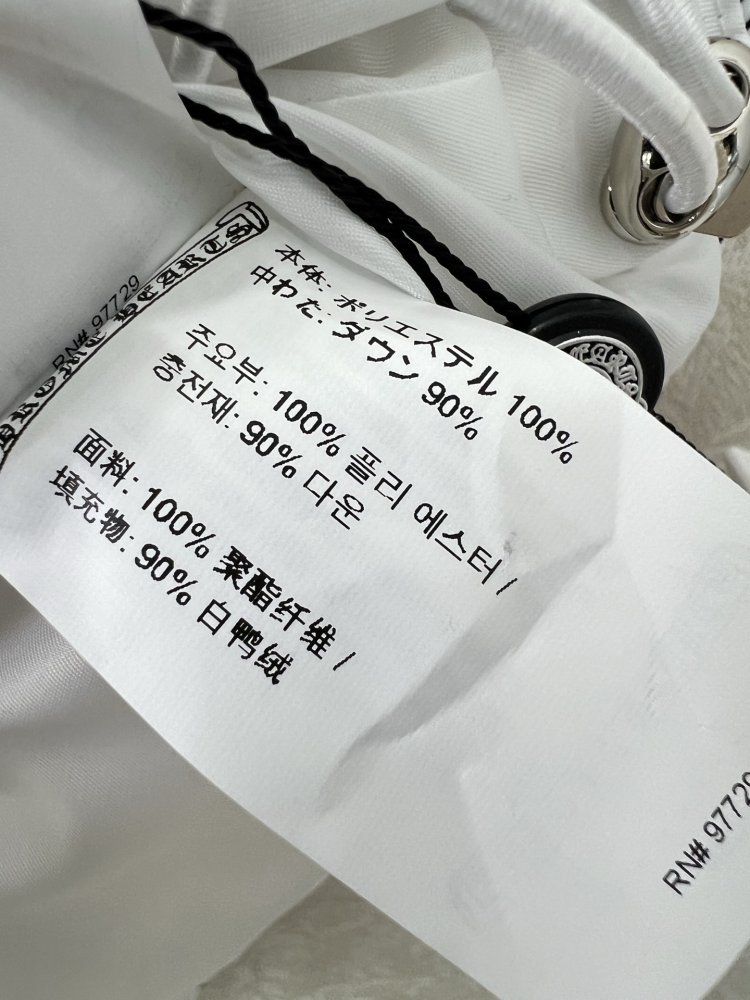 本体: ポリエステル 100%
中わた: ダウン 90%
주요부: 100% 플리 에스터 /
충전재: 90% 다운
面料: 100% 聚酯纤维 /
填充物: 90% 白鸭绒
RN# 97729
RN# 97729